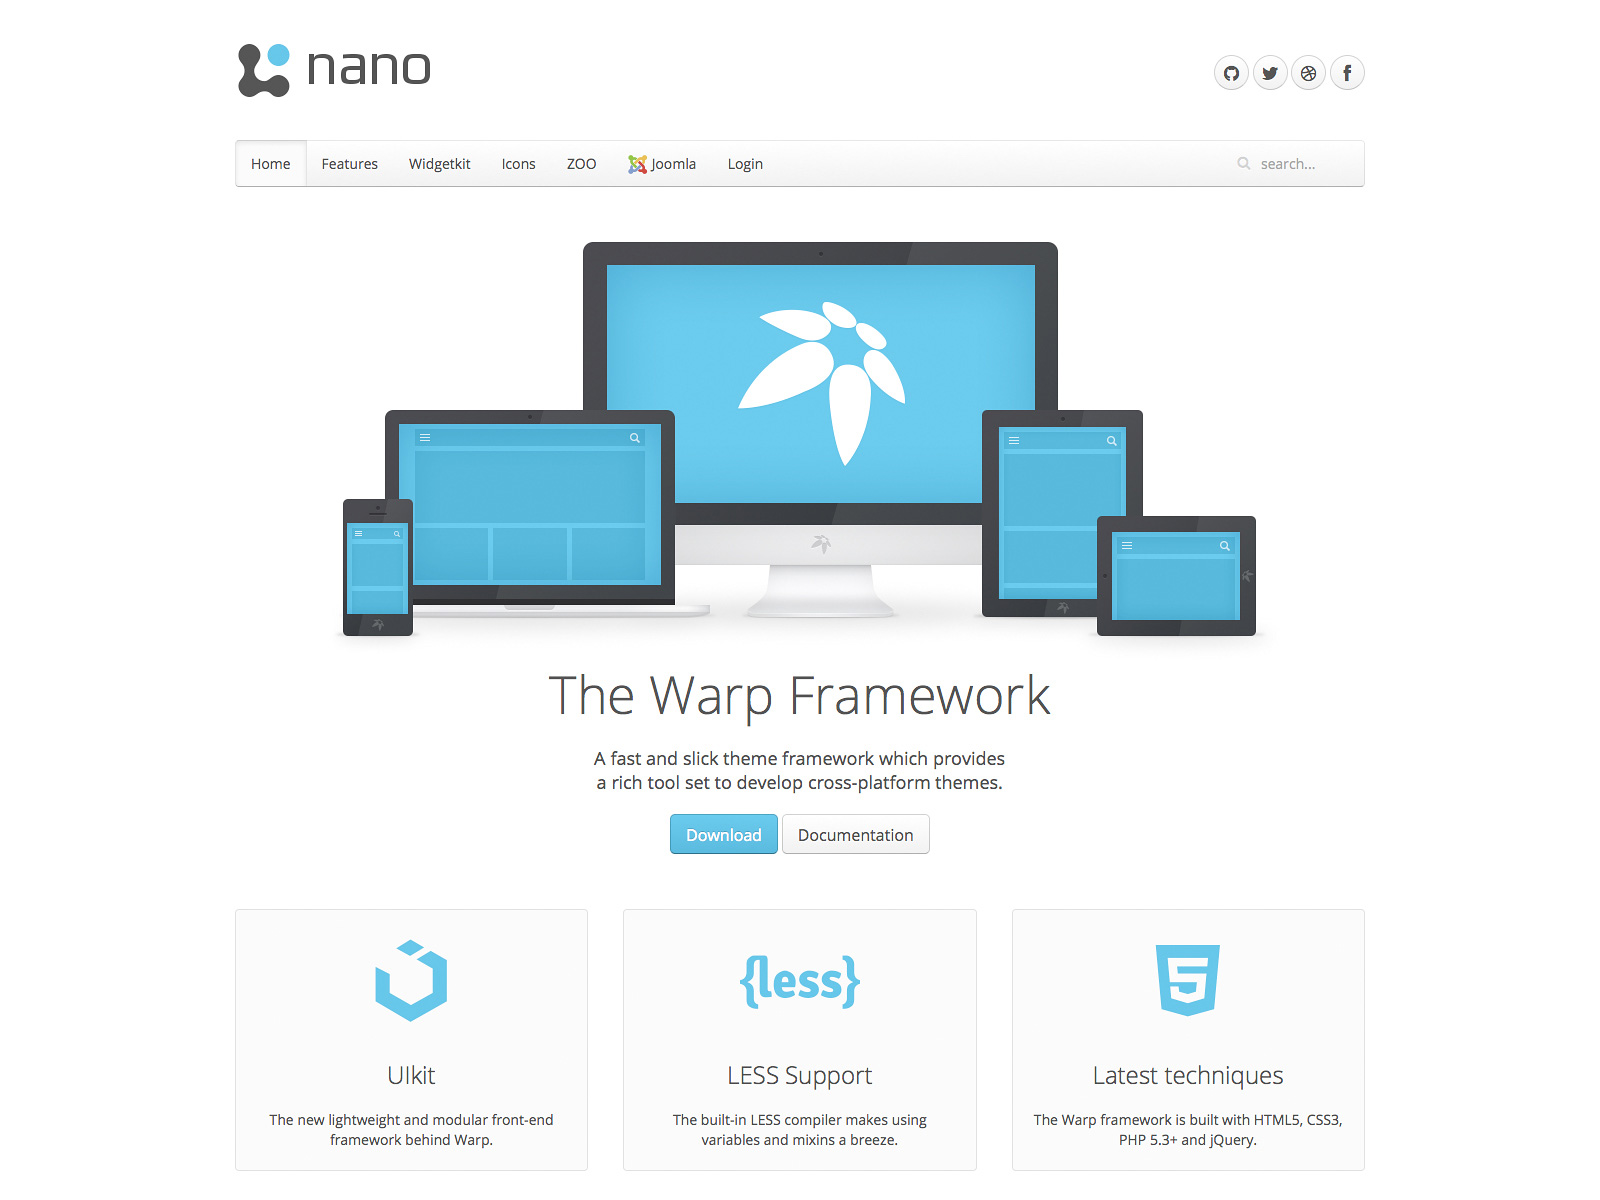 nano
Home Features Widgetkit Icons ZOO Joomla Login search...
The Warp Framework
A fast and slick theme framework which provides
a rich tool set to develop cross-platform themes.
Download Documentation
{less}
UIkit
The new lightweight and modular front-end
framework behind Warp.
LESS Support
The built-in LESS compiler makes using
variables and mixins a breeze.
Latest techniques
The Warp framework is built with HTML5, CSS3,
PHP 5.3+ and jQuery.